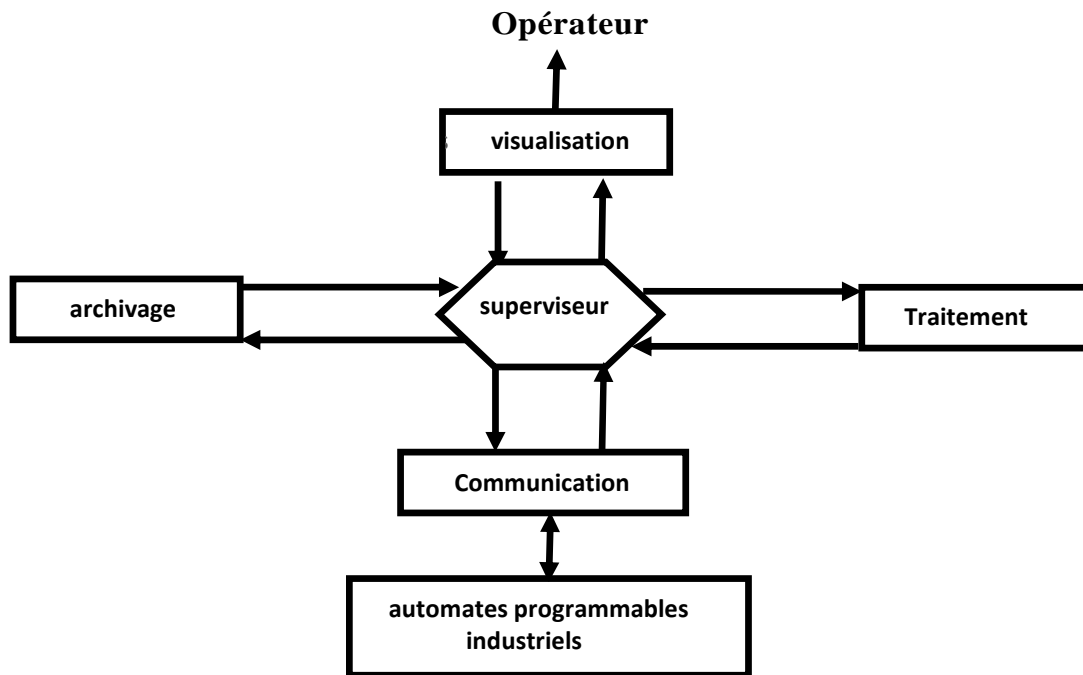 Opérateur
visualisation
archivage
superviseur
Traitement
Communication
automates programmables
industriels